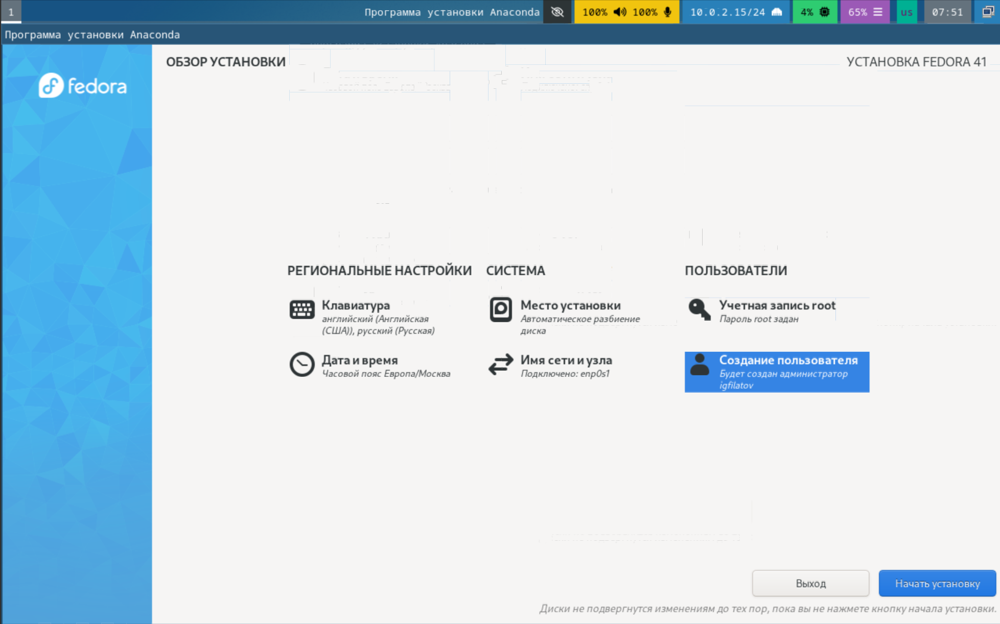 1
Программа установки Anaconda
100% 100%
10.0.2.15/24
4%
65%
us
07:51
Программа установки Anaconda
fedora
ОБЗОР УСТАНОВКИ
УСТАНОВКА FEDORA 41
РЕГИОНАЛЬНЫЕ НАСТРОЙКИ
Клавиатура
английский (Английская
(США)), русский (Русская)
Дата и время
Часовой пояс Европа/Москва
СИСТЕМА
Место установки
Автоматическое разбиение
диска
Имя сети и узла
Подключено: enp0s1
ПОЛЬЗОВАТЕЛИ
Учетная запись root
Пароль root задан
Создание пользователя
Будет создан администратор
igfilatov
Выход
Начать установку
Диски не подвергнутся изменениям до тех пор, пока вы не нажмете кнопку начала установки.